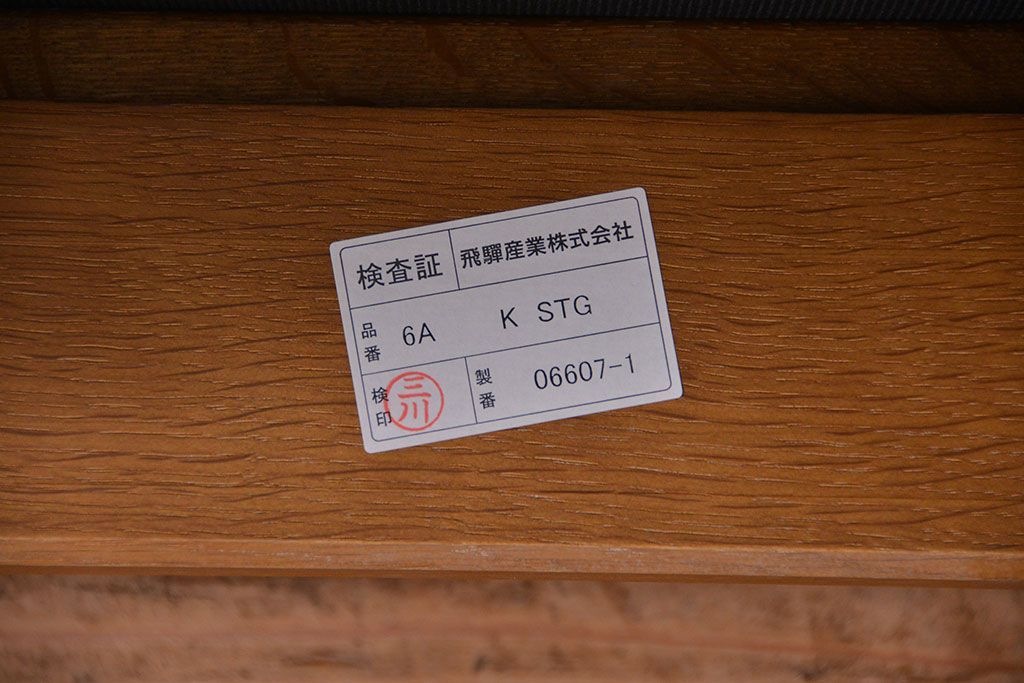 検査証 飛騨産業株式会社
品番 6A K STG
検印 三川 製番 06607-1